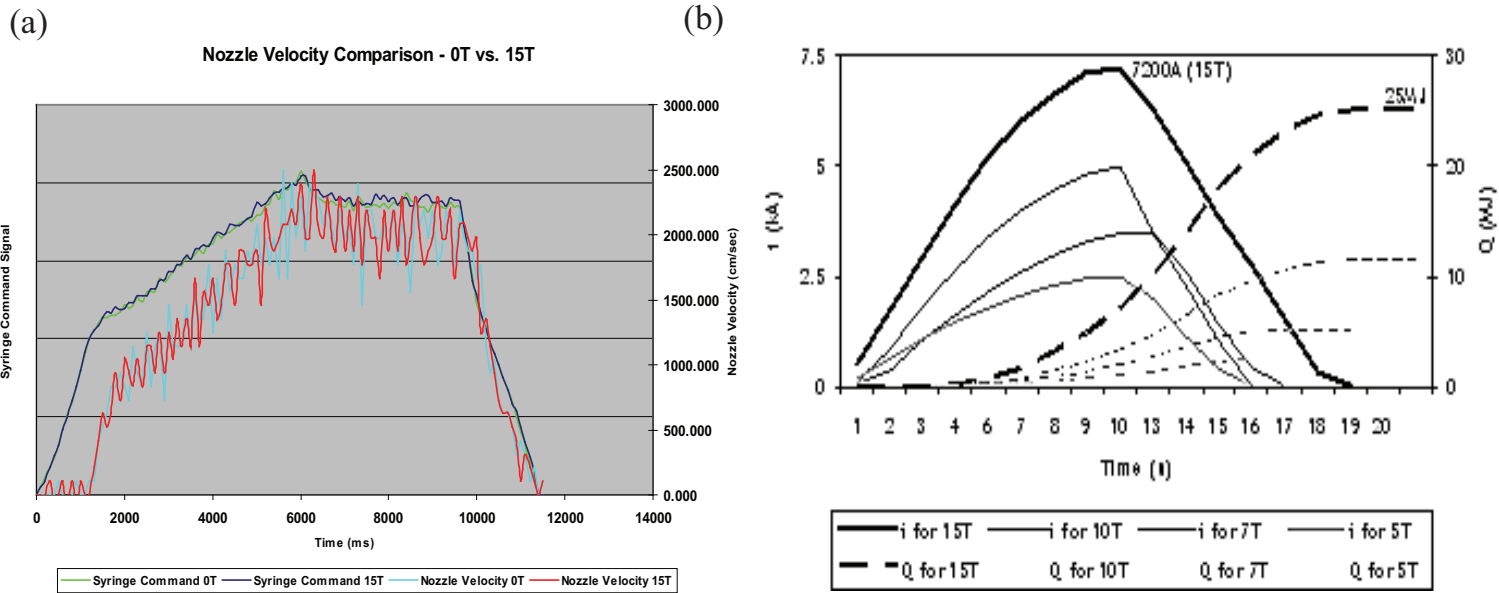 (a)
Nozzle Velocity Comparison - 0T vs. 15T
3000.000
2500.000
2000.000
1500.000
1000.000
500.000
0.000
Syringe Command Signal
Nozzle Velocity (cm/sec)
0 2000 4000 6000 8000 10000 12000 14000
Time (ms)
Syringe Command 0T Syringe Command 15T Nozzle Velocity 0T Nozzle Velocity 15T
(b)
7.5
5
2.5
0
I (kA)
7200A (15T)
25MJ
30
20
10
0
Q (MJ)
1 2 3 4 6 7 8 9 10 13 14 15 16 17 18 19 20
Time (s)
i for 15T i for 10T i for 7T i for 5T
Q for 15T Q for 10T Q for 7T Q for 5T